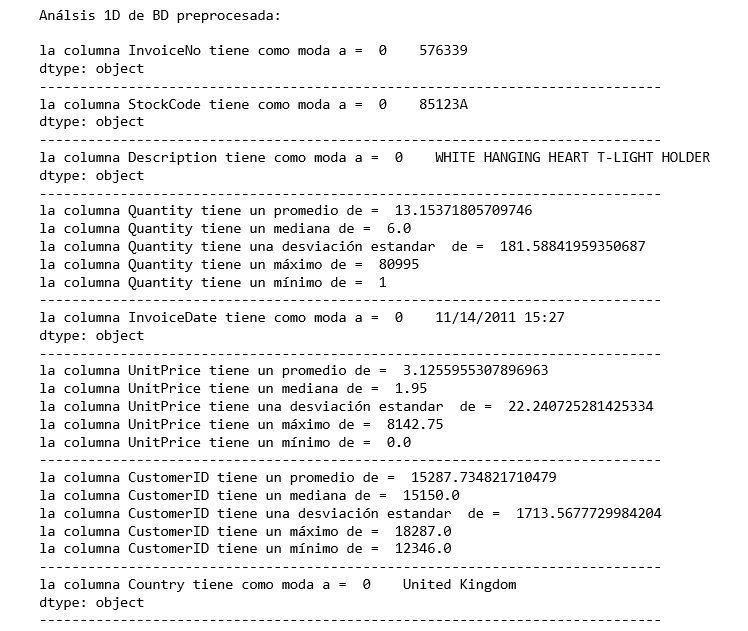 Análsis 1D de BD preprocesada:
la columna InvoiceNo tiene como moda a =  0    576339
dtype: object
-----------------------------------------------------------------------------
la columna StockCode tiene como moda a =  0    85123A
dtype: object
-----------------------------------------------------------------------------
la columna Description tiene como moda a =  0    WHITE HANGING HEART T-LIGHT HOLDER
dtype: object
-----------------------------------------------------------------------------
la columna Quantity tiene un promedio de =  13.15371805709746
la columna Quantity tiene un mediana de =  6.0
la columna Quantity tiene una desviación estandar  de =  181.58841959350687
la columna Quantity tiene un máximo de =  80995
la columna Quantity tiene un mínimo de =  1
-----------------------------------------------------------------------------
la columna InvoiceDate tiene como moda a =  0    11/14/2011 15:27
dtype: object
-----------------------------------------------------------------------------
la columna UnitPrice tiene un promedio de =  3.1255955307896963
la columna UnitPrice tiene un mediana de =  1.95
la columna UnitPrice tiene una desviación estandar  de =  22.240725281425334
la columna UnitPrice tiene un máximo de =  8142.75
la columna UnitPrice tiene un mínimo de =  0.0
-----------------------------------------------------------------------------
la columna CustomerID tiene un promedio de =  15287.734821710479
la columna CustomerID tiene un mediana de =  15150.0
la columna CustomerID tiene una desviación estandar  de =  1713.5677729984204
la columna CustomerID tiene un máximo de =  18287.0
la columna CustomerID tiene un mínimo de =  12346.0
-----------------------------------------------------------------------------
la columna Country tiene como moda a =  0    United Kingdom
dtype: object
-----------------------------------------------------------------------------